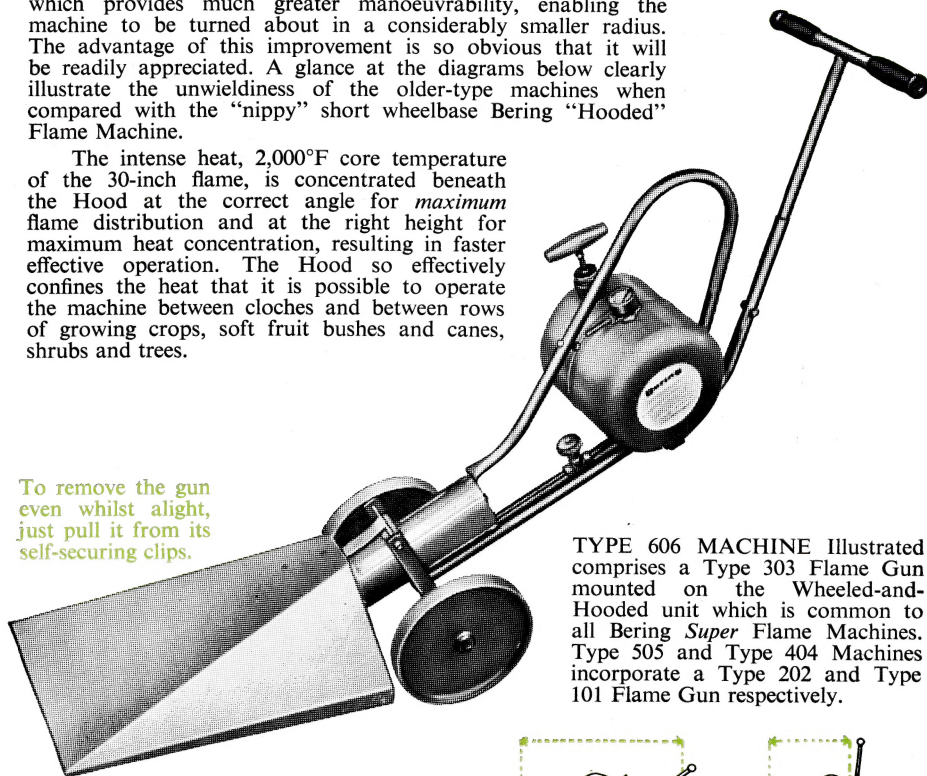 which provides much greater manoeuvrability, enabling the
machine to be turned about in a considerably smaller radius.
The advantage of this improvement is so obvious that it will
be readily appreciated. A glance at the diagrams below clearly
illustrate the unwieldiness of the older-type machines when
compared with the “nippy” short wheelbase Bering “Hooded”
Flame Machine.
The intense heat, 2,000°F core temperature
of the 30-inch flame, is concentrated beneath
the Hood at the correct angle for maximum
flame distribution and at the right height for
maximum heat concentration, resulting in faster
effective operation. The Hood so effectively
confines the heat that it is possible to operate
the machine between cloches and between rows
of growing crops, soft fruit bushes and canes,
shrubs and trees.
Bering
To remove the gun
even whilst alight,
just pull it from its
self-securing clips.
TYPE 606 MACHINE Illustrated
comprises a Type 303 Flame Gun
mounted on the Wheeled-and-
Hooded unit which is common to
all Bering Super Flame Machines.
Type 505 and Type 404 Machines
incorporate a Type 202 and Type
101 Flame Gun respectively.